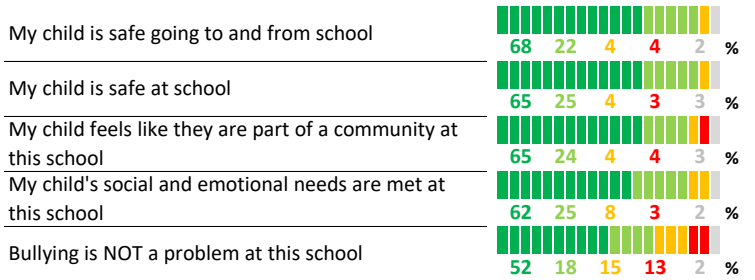 My child is safe going to and from school
68 22 4 4 2 %
My child is safe at school
65 25 4 3 3 %
My child feels like they are part of a community at
this school
65 24 4 4 3 %
My child's social and emotional needs are met at
this school
62 25 8 3 2 %
Bullying is NOT a problem at this school
52 18 15 13 2 %